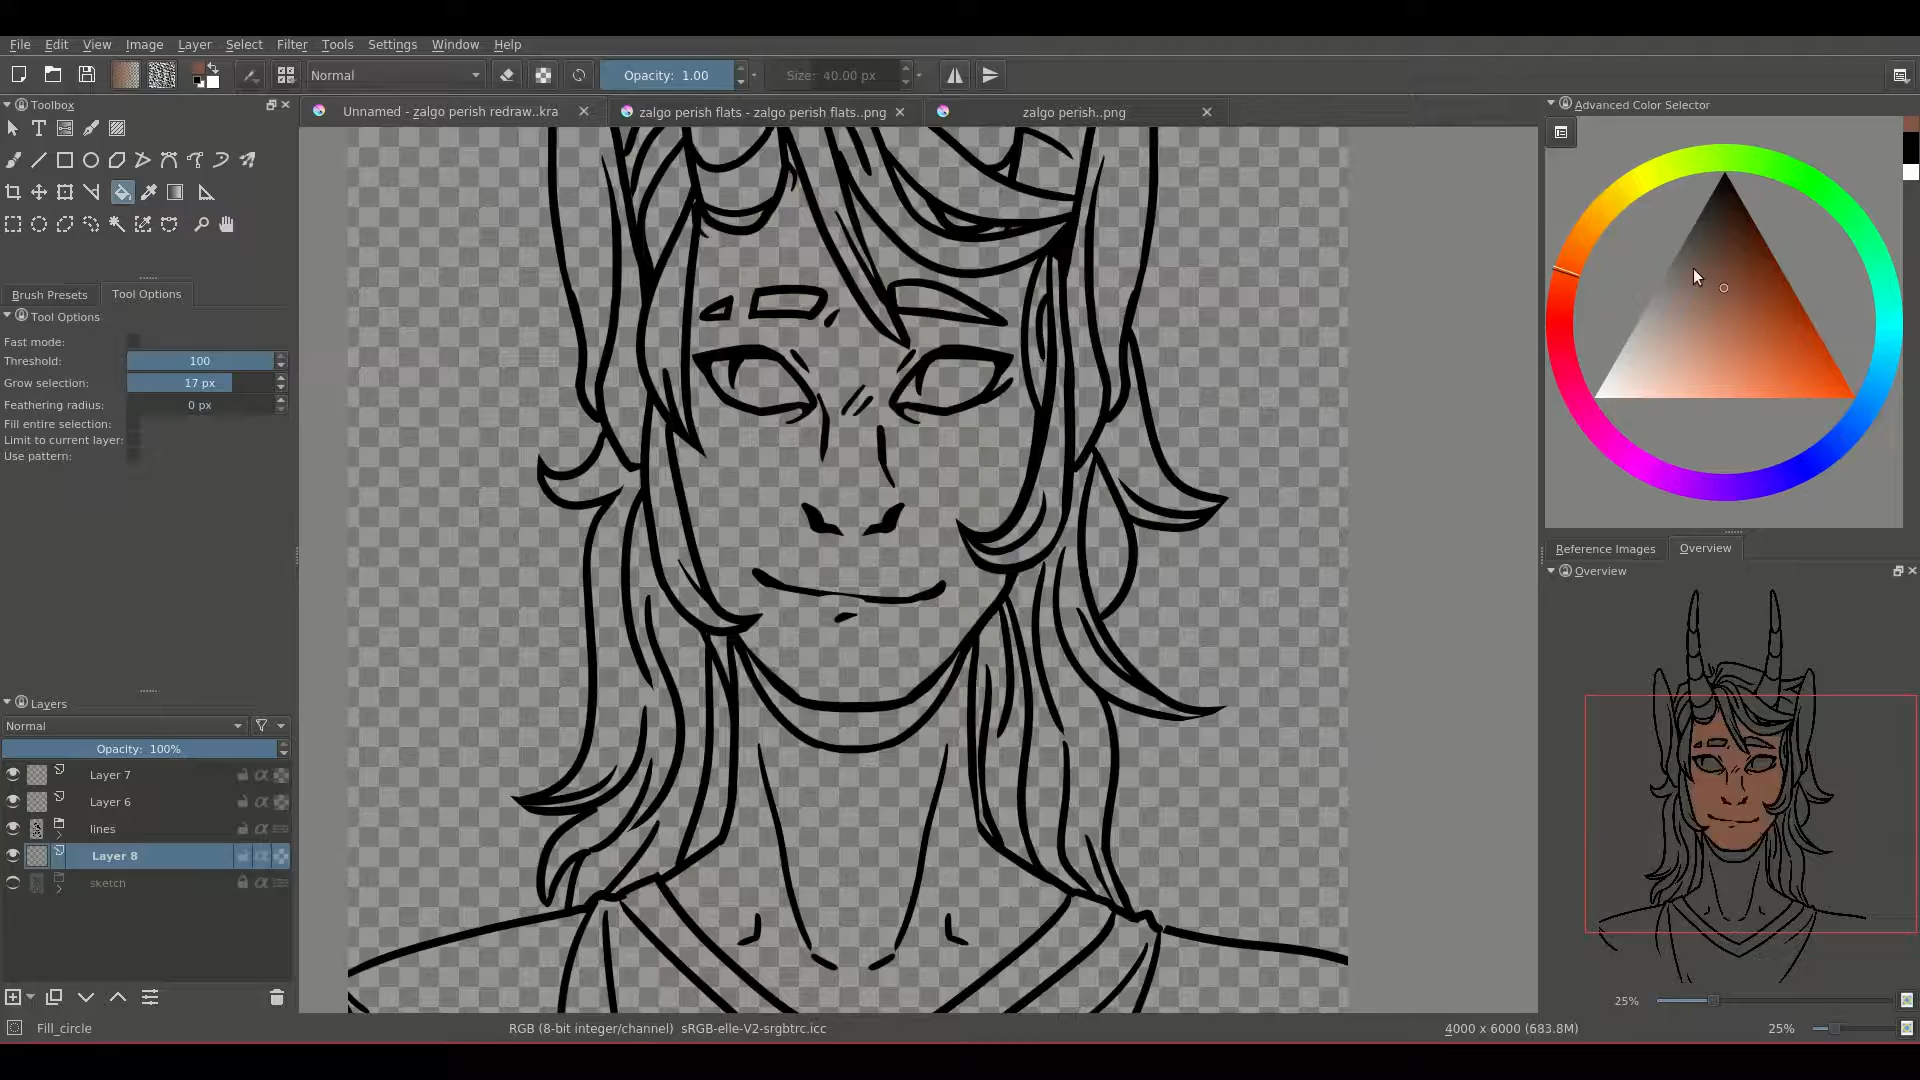 File Edit View Image Layer Select Filter Tools Settings Window Help
Normal Opacity: 1.00 Size: 40.00 px
Toolbox
Unnamed - zalgo perish redraw..kra zalgo perish flats - zalgo perish flats..png zalgo perish..png
Advanced Color Selector
Brush Presets Tool Options
Tool Options
Fast mode:
Threshold: 100
Grow selection: 17 px
Feathering radius: 0 px
Fill entire selection:
Limit to current layer:
Use pattern:
Reference Images Overview
Overview
Layers
Normal
Opacity: 100%
Layer 7
Layer 6
lines
Layer 8
sketch
25%
Fill_circle RGB (8-bit integer/channel) sRGB-elle-V2-srgbtrc.icc 4000 x 6000 (683.8M) 25%